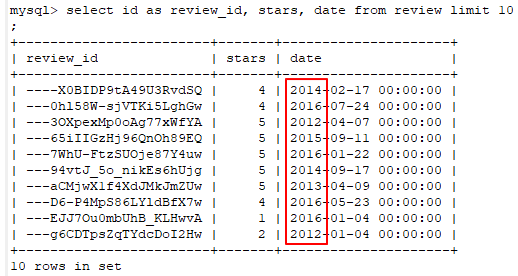 mysql> select id as review_id, stars, date from review limit 10
;
+------------------------+-------+---------------------+
| review_id | stars | date |
+------------------------+-------+---------------------+
| ----X0BIDP9tA49U3RvdSQ | 4 | 2014-02-17 00:00:00 |
| ---0hl58W-sjVTKi5LghGw | 4 | 2016-07-24 00:00:00 |
| ---3OXpexMp0oAg77xWfYA | 5 | 2012-04-07 00:00:00 |
| ---65iIIGzHj96QnOh89EQ | 5 | 2015-09-11 00:00:00 |
| ---7WhU-FtzSUOje87Y4uw | 5 | 2016-01-22 00:00:00 |
| ---94vtJ_5o_nikEs6hUjg | 5 | 2014-09-17 00:00:00 |
| ---aCMjwXlf4XdJMkJmZUw | 5 | 2013-04-09 00:00:00 |
| ---D6-P4MpS86LYldBfX7w | 4 | 2016-05-23 00:00:00 |
| ---EJJ7Ou0mbUhB_KLHwvA | 1 | 2016-01-04 00:00:00 |
| ---g6CDTpsZqTYdcDoI2Hw | 2 | 2012-01-04 00:00:00 |
+------------------------+-------+---------------------+
10 rows in set